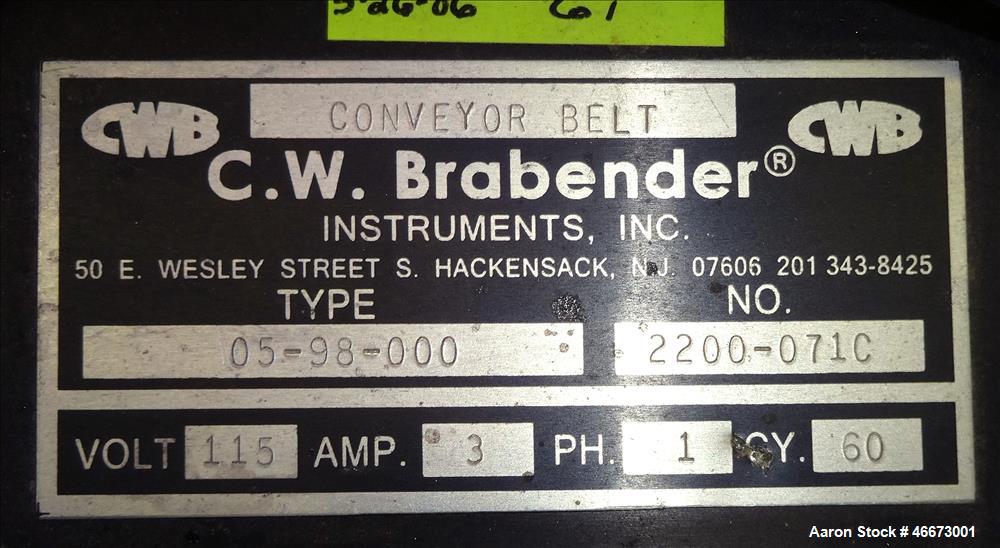 CONVEYOR BELT
CWB CWB
C.W. Brabender®
INSTRUMENTS, INC.
50 E. WESLEY STREET S. HACKENSACK, N.J. 07606 201 343-8425
TYPE NO.
05-98-000 2200-071C
VOLT 115 AMP. 3 PH. 1 CY. 60
Aaron Stock # 46673001